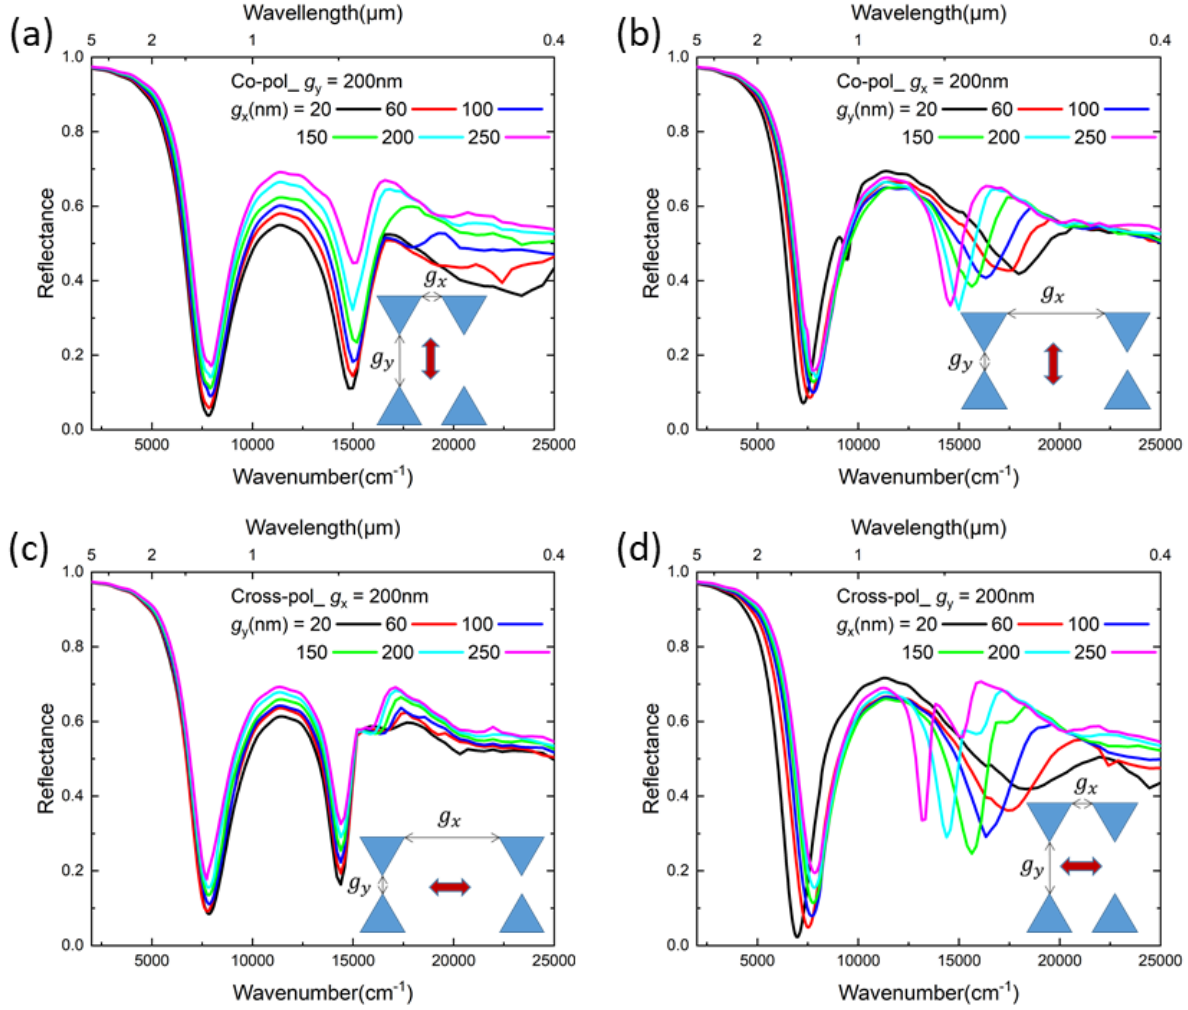 (a)
Wavellength(μm)
5 2 1 0.4
1.0
0.8
0.6
0.4
0.2
0.0
Reflectance
Co-pol_ gy = 200nm
gx(nm) = 20 60 100
150 200 250
gx
gy
5000 10000 15000 20000 25000
Wavenumber(cm-1)
(b)
Wavelength(μm)
5 2 1 0.4
1.0
0.8
0.6
0.4
0.2
0.0
Reflectance
Co-pol_ gx = 200nm
gy(nm) = 20 60 100
150 200 250
gx
gy
5000 10000 15000 20000 25000
Wavenumber(cm-1)
(c)
Wavelength(μm)
5 2 1 0.4
1.0
0.8
0.6
0.4
0.2
0.0
Reflectance
Cross-pol_ gx = 200nm
gy(nm) = 20 60 100
150 200 250
gx
gy
5000 10000 15000 20000 25000
Wavenumber(cm-1)
(d)
Wavelength(μm)
5 2 1 0.4
1.0
0.8
0.6
0.4
0.2
0.0
Reflectance
Cross-pol_ gy = 200nm
gx(nm) = 20 60 100
150 200 250
gx
gy
5000 10000 15000 20000 25000
Wavenumber(cm-1)